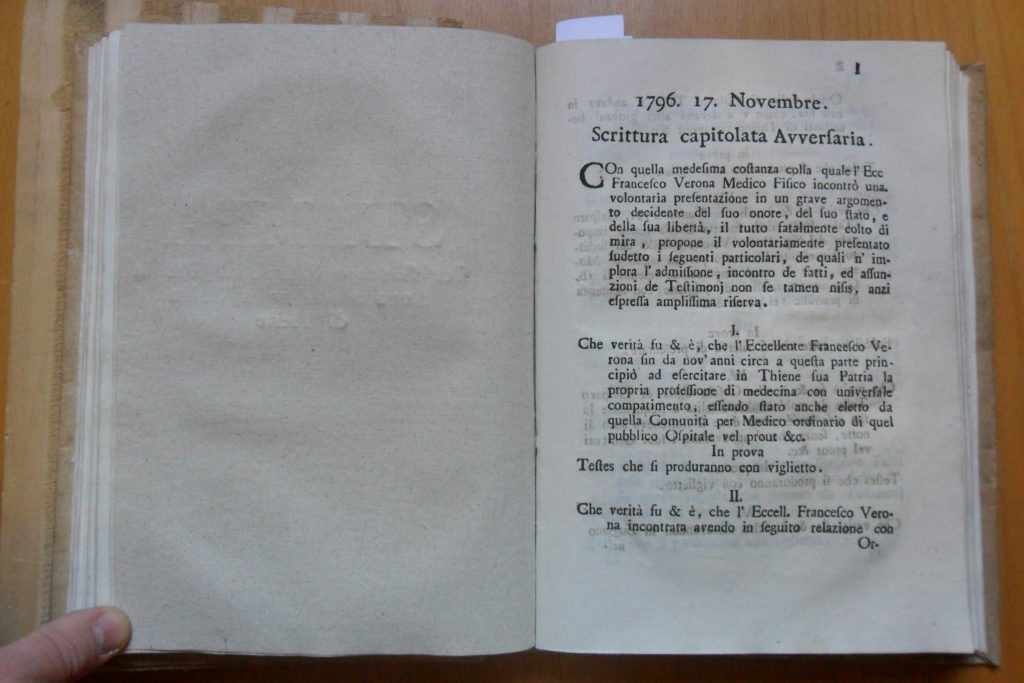 1
1796. 17. Novembre.
Scrittura capitolata Avverſaria.
COn quella medeſima coſtanza colla quale l' Ecc
Franceſco Verona Medico Fiſico incontrò una
volontaria preſentazione in un grave argomen-
to decidente del ſuo onore, del ſuo ſtato, e
della ſua libertà, il tutto fatalmente colto di
mira, propone il volontariamente preſentato
ſudetto i ſeguenti particolari, de quali n' im-
plora l' admiſſione, incontro de fatti, ed aſſun-
zioni de Teſtimonj non ſe tamen niſis, anzi
eſpreſſa ampliſſima riſerva.
I.
Che verità fu & è, che l' Eccellente Franceſco Ve-
rona ſin da nov' anni circa a queſta parte prin-
cipiò ad eſercitare in Thiene ſua Patria la
propria profeſſione di medecina con univerſale
compatimento, eſſendo ſtato anche eletto da
quella Comunità per Medico ordinario di quel
pubblico Oſpitale vel prout &c.
In prova
Teſtes che ſi produranno con viglietto.
II.
Che verità fu & è, che l' Eccell. Franceſco Vero-
na incontrata avendo in ſeguito relazione con
Or-